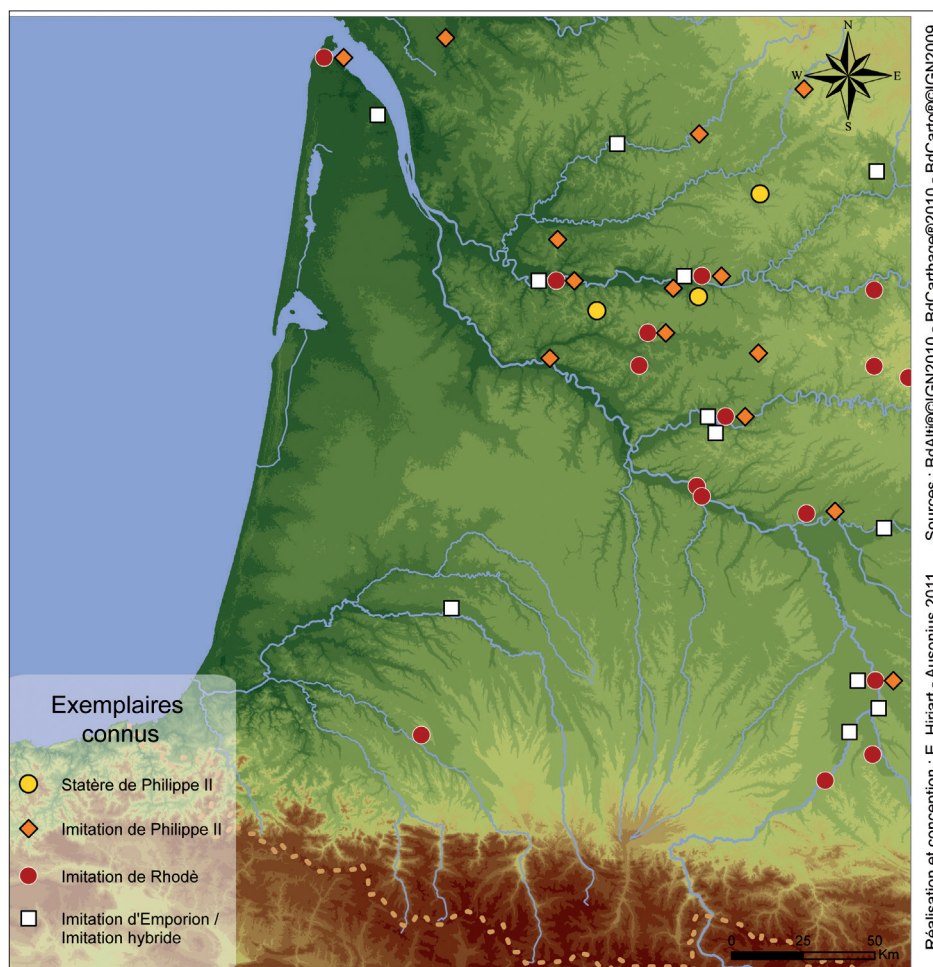 N
W
E
S
Exemplaires
connus
Statère de Philippe II
Imitation de Philippe II
Imitation de Rhodè
Imitation d'Emporion /
Imitation hybride
0 25 50
Km
Réalisation et conception : E. Hiriart - Ausonius 2011 Sources : BdAlti©©IGN2010 - BdCarthage©2010 - BdCarto©©IGN2009